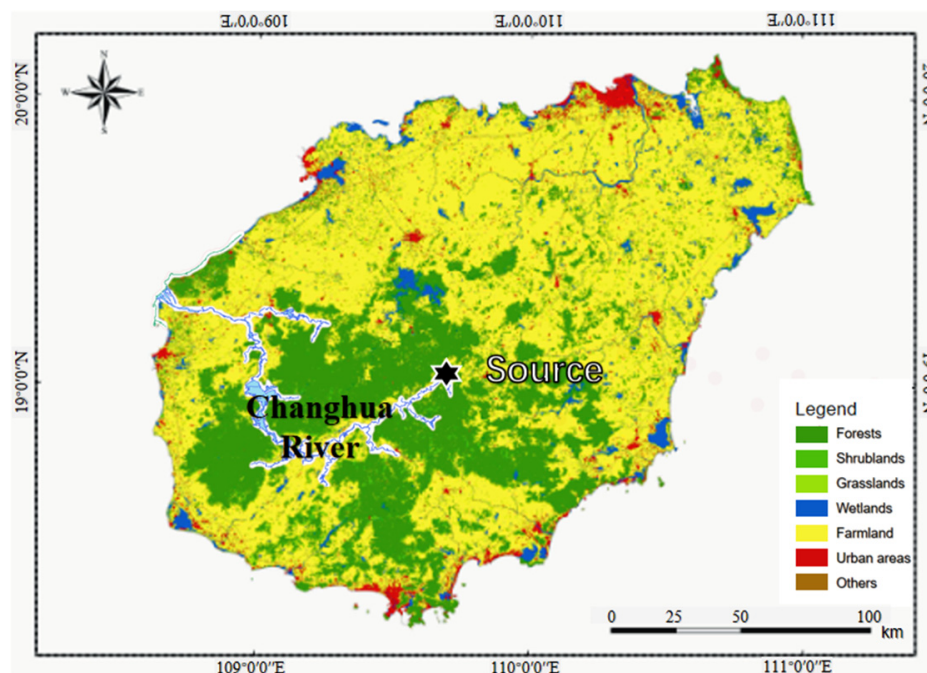 109°0′0″E 110°0′0″E 111°0′0″E
N
W E
S
20°0′0″N
19°0′0″N
Source
Changhua
River
Legend
Forests
Shrublands
Grasslands
Wetlands
Farmland
Urban areas
Others
0 25 50 100
km
109°0′0″E 110°0′0″E 111°0′0″E